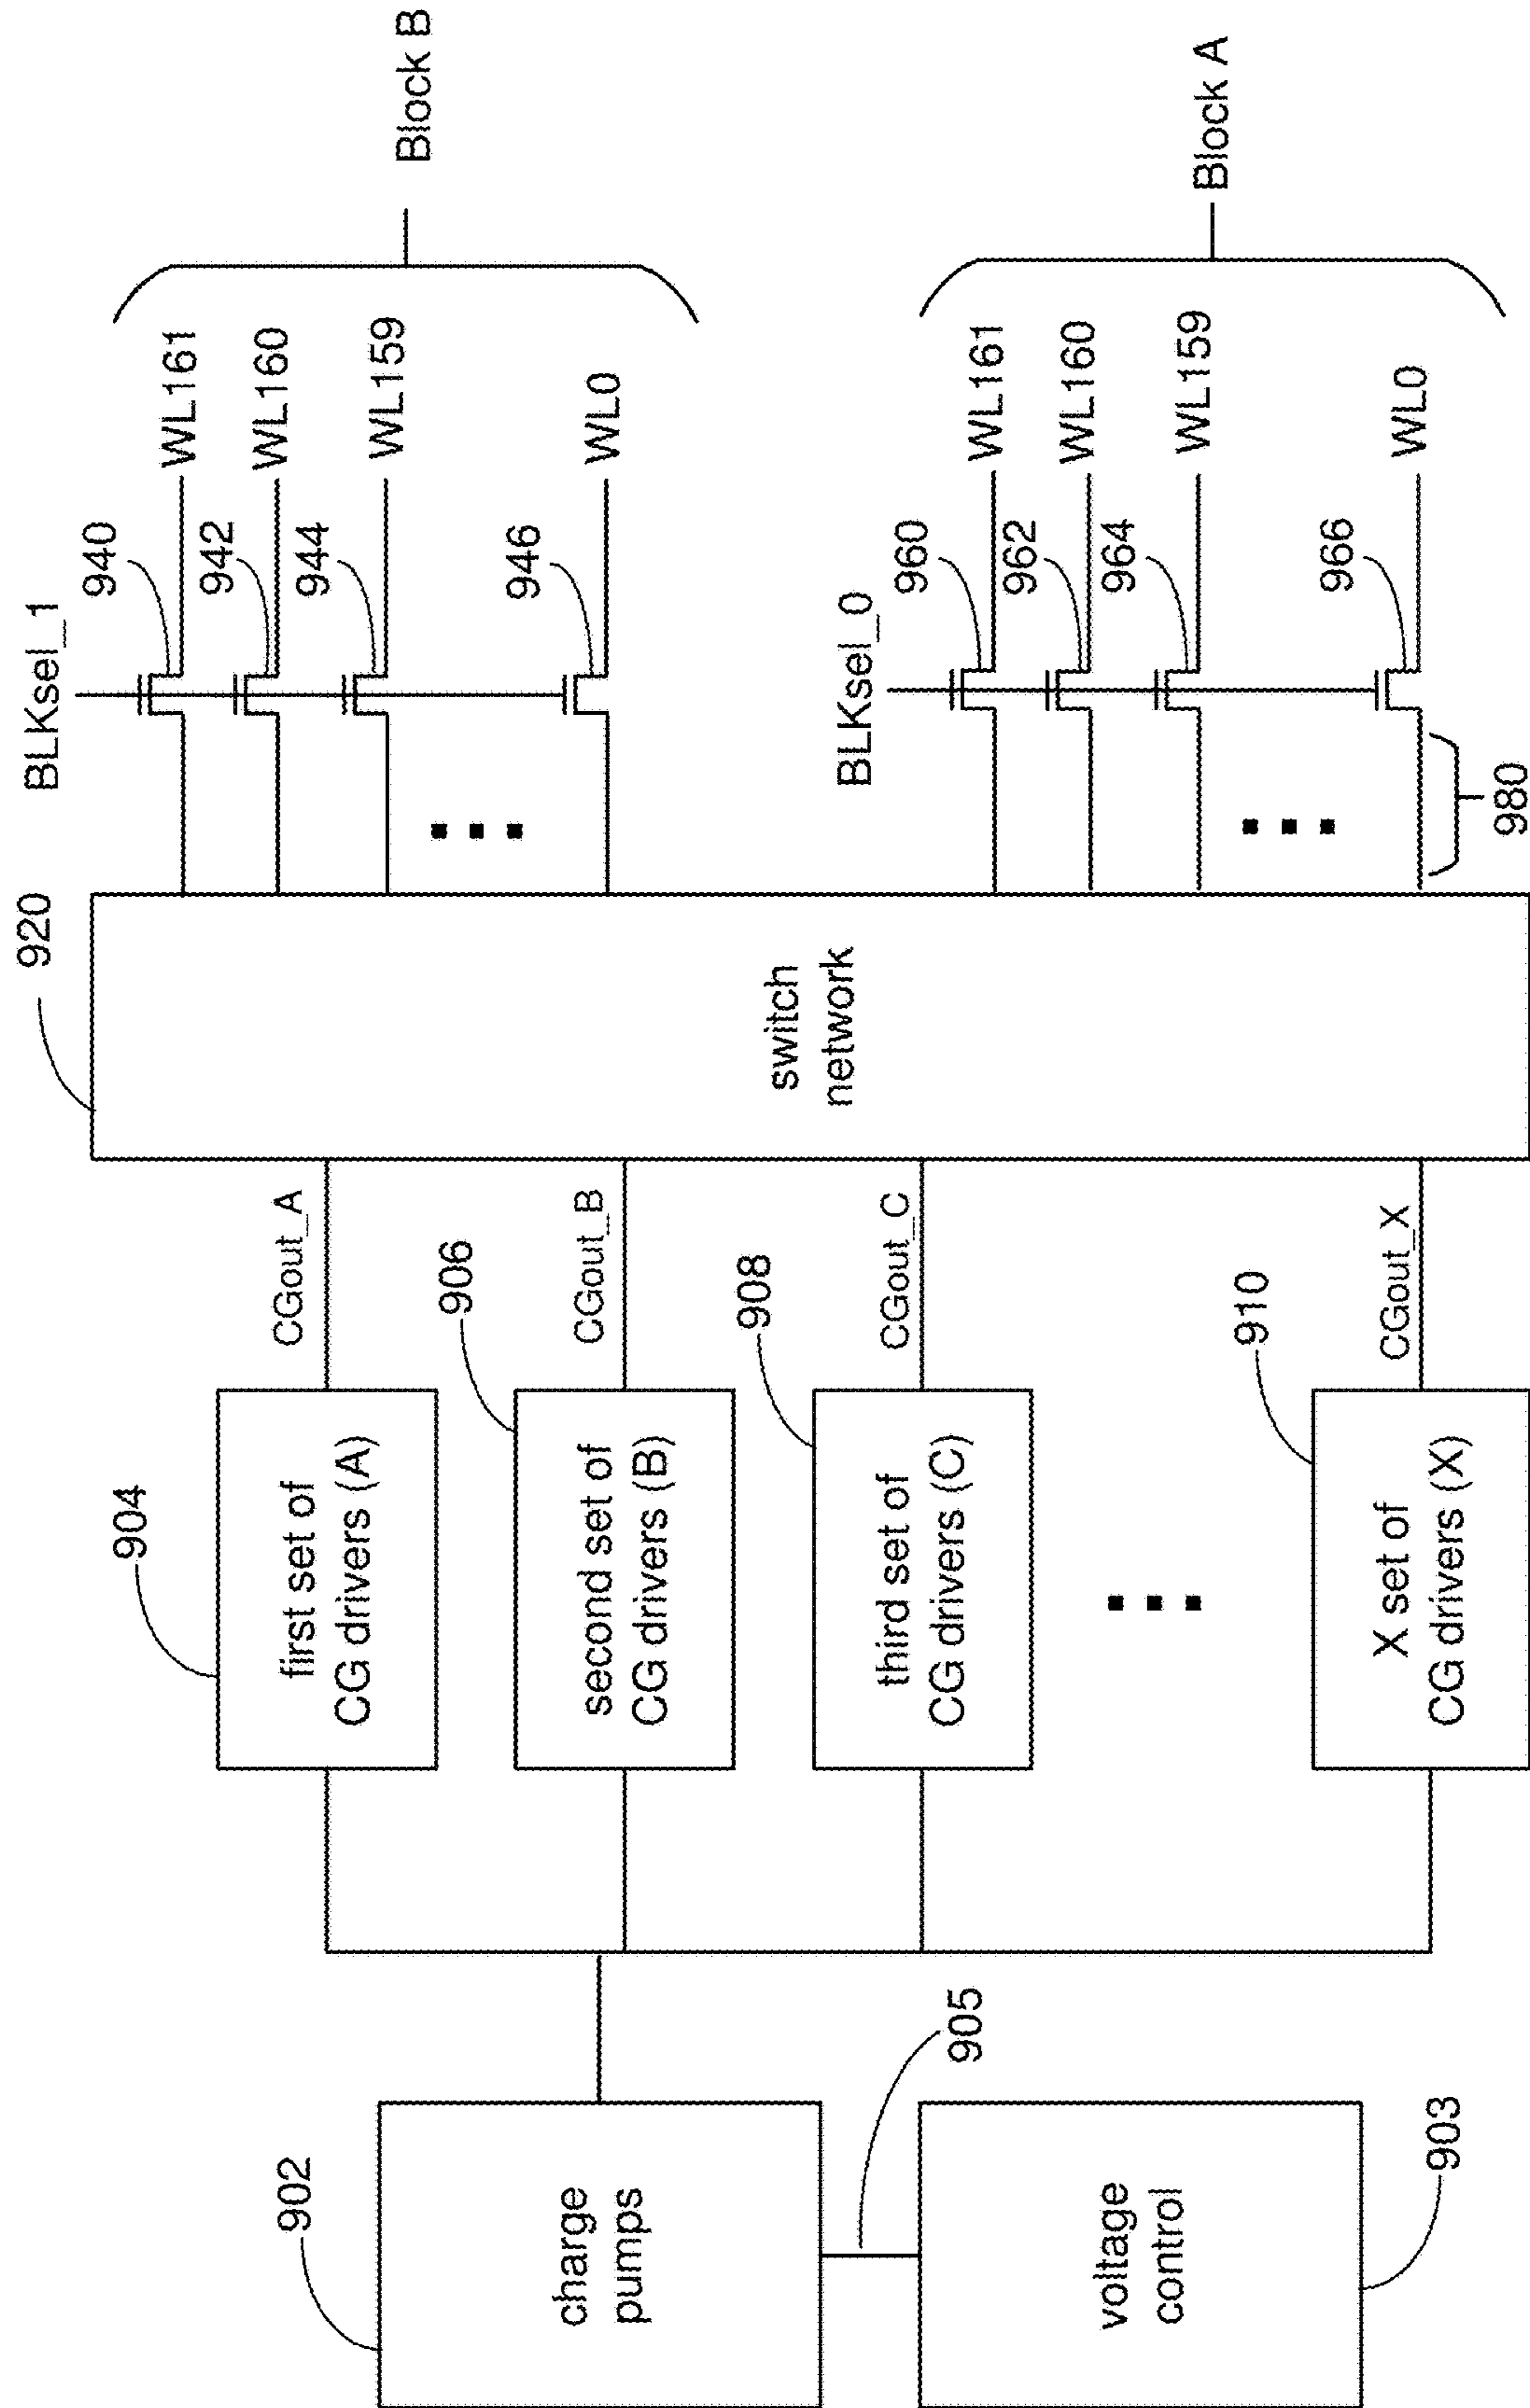 902
charge
pumps
905
voltage
control
903
904
first set of
CG drivers (A)
CGout_A
906
second set of
CG drivers (B)
CGout_B
908
third set of
CG drivers (C)
CGout_C
910
X set of
CG drivers (X)
CGout_X
920
switch
network
BLKsel_1
940
WL161
942
WL160
944
WL159
946
WL0
Block B
BLKsel_0
960
WL161
962
WL160
964
WL159
966
WL0
980
Block A